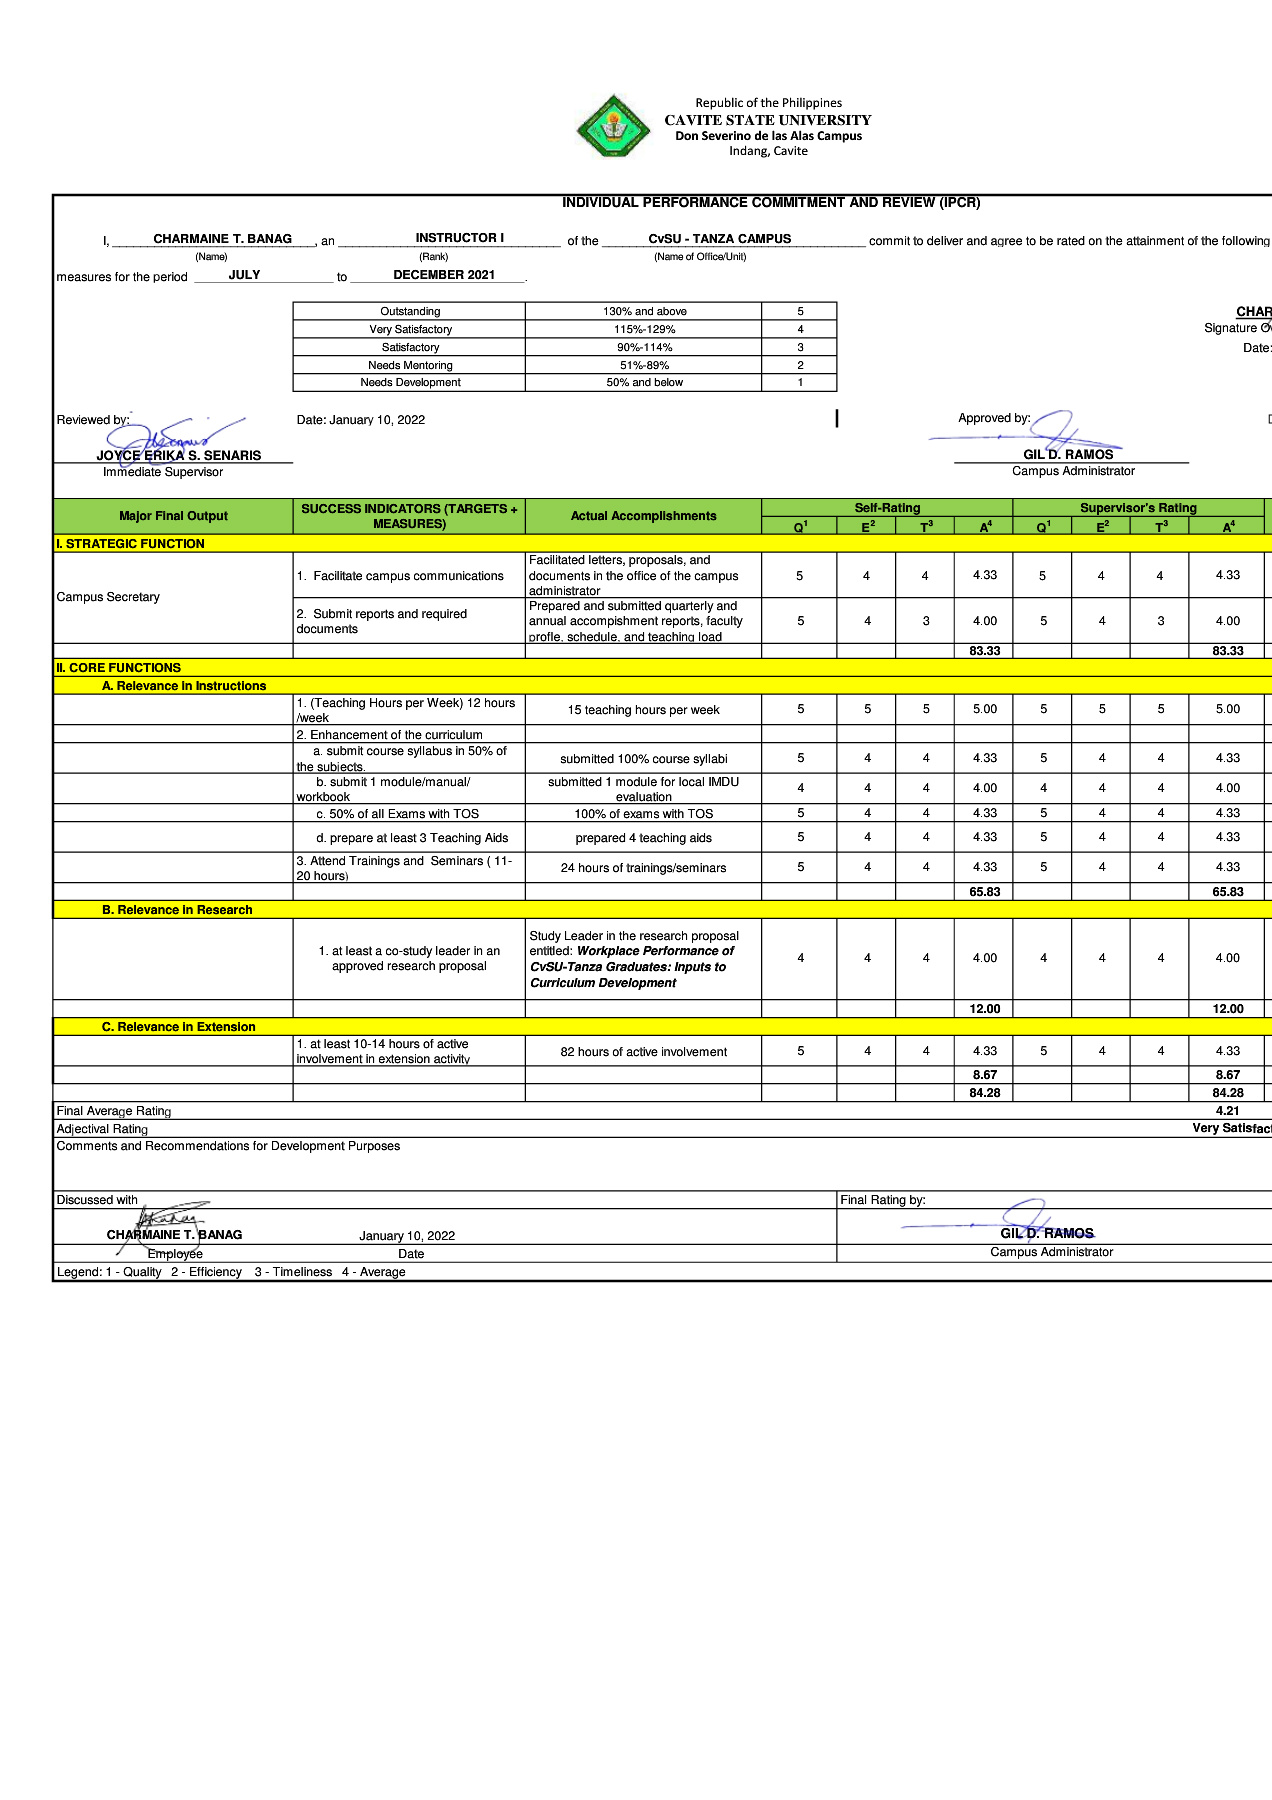 Republic of the Philippines
CAVITE STATE UNIVERSITY
Don Severino de las Alas Campus
Indang, Cavite
INDIVIDUAL PERFORMANCE COMMITMENT AND REVIEW (IPCR)
I, CHARMAINE T. BANAG, an INSTRUCTOR I of the CvSU - TANZA CAMPUS commit to deliver and agree to be rated on the attainment of the following
(Name) (Rank) (Name of Office/Unit)
measures for the period JULY to DECEMBER 2021.
Outstanding 130% and above 5
Very Satisfactory 115%-129% 4
Satisfactory 90%-114% 3
Needs Mentoring 51%-89% 2
Needs Development 50% and below 1
CHAR
Signature
Date:
Reviewed by: Date: January 10, 2022 Approved by:
JOYCE ERIKA S. SENARIS GIL D. RAMOS
Immediate Supervisor Campus Administrator
Major Final Output SUCCESS INDICATORS (TARGETS + MEASURES) Actual Accomplishments Self-Rating Supervisor's Rating
Q1 E2 T3 A4 Q1 E2 T3 A4
I. STRATEGIC FUNCTION
Campus Secretary
1. Facilitate campus communications
Facilitated letters, proposals, and
documents in the office of the campus
administrator
5 4 4 4.33 5 4 4 4.33
2. Submit reports and required
documents
Prepared and submitted quarterly and
annual accompishment reports, faculty
profle, schedule, and teaching load
5 4 3 4.00 5 4 3 4.00
83.33 83.33
II. CORE FUNCTIONS
A. Relevance in Instructions
1. (Teaching Hours per Week) 12 hours
/week
15 teaching hours per week 5 5 5 5.00 5 5 5 5.00
2. Enhancement of the curriculum
a. submit course syllabus in 50% of
the subjects.
submitted 100% course syllabi 5 4 4 4.33 5 4 4 4.33
b. submit 1 module/manual/
workbook
submitted 1 module for local IMDU
evaluation
4 4 4 4.00 4 4 4 4.00
c. 50% of all Exams with TOS 100% of exams with TOS 5 4 4 4.33 5 4 4 4.33
d. prepare at least 3 Teaching Aids prepared 4 teaching aids 5 4 4 4.33 5 4 4 4.33
3. Attend Trainings and Seminars ( 11-
20 hours)
24 hours of trainings/seminars 5 4 4 4.33 5 4 4 4.33
65.83 65.83
B. Relevance in Research
1. at least a co-study leader in an
approved research proposal
Study Leader in the research proposal
entitled: Workplace Performance of
CvSU-Tanza Graduates: Inputs to
Curriculum Development
4 4 4 4.00 4 4 4 4.00
12.00 12.00
C. Relevance in Extension
1. at least 10-14 hours of active
involvement in extension activity
82 hours of active involvement 5 4 4 4.33 5 4 4 4.33
8.67 8.67
84.28 84.28
Final Average Rating 4.21
Adjectival Rating Very Satisfac
Comments and Recommendations for Development Purposes
Discussed with Final Rating by:
CHARMAINE T. BANAG January 10, 2022 GIL D. RAMOS
Employee Date Campus Administrator
Legend: 1 - Quality 2 - Efficiency 3 - Timeliness 4 - Average